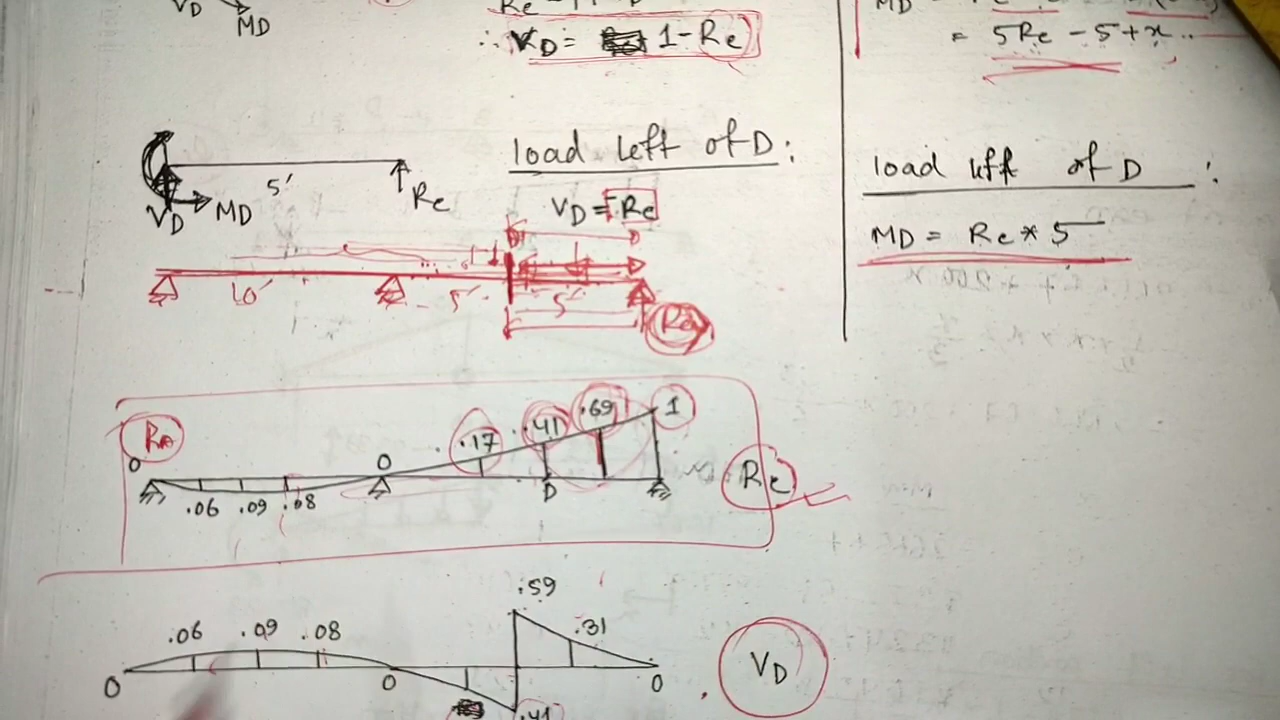 VD
MD
∴ VD = 1 - Re
MD
= 5Re - 5 + x
load left of D:
5'
Re
VD MD
VD = -Re
10' 5' 5'
load left of D :
MD = Re * 5
RA
0 0 .17 .41 .69 1
D
.06 .09 .08
Re
.59
.06 .09 .08 .31
0 0 0
VD
.41